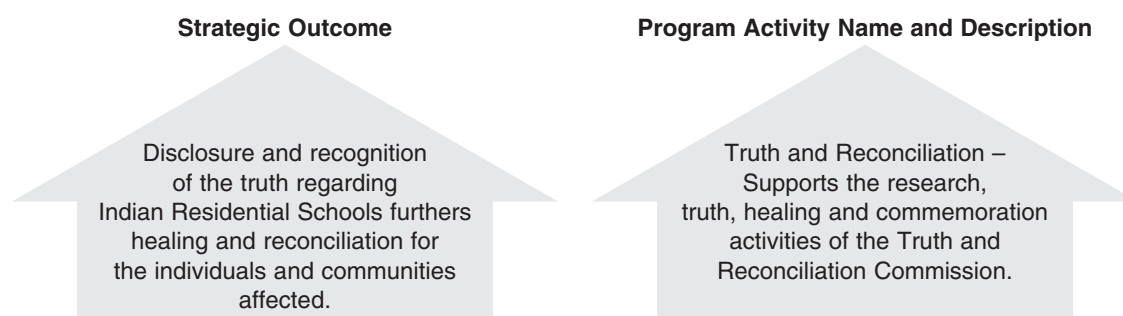 Strategic Outcome
Disclosure and recognition
of the truth regarding
Indian Residential Schools furthers
healing and reconciliation for
the individuals and communities
affected.
Program Activity Name and Description
Truth and Reconciliation –
Supports the research,
truth, healing and commemoration
activities of the Truth and
Reconciliation Commission.